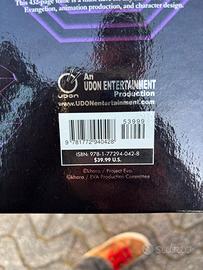 This 432-page tome is a
Evangelion, animation production, and character design.
An
UDON ENTERTAINMENT
Production
UDON
www.UDONentertainment.com
53999
9 781772 940428
ISBN: 978-1-77294-042-8
$39.99 U.S.
©khara / Project Eva.
©khara / EVA Production Committee